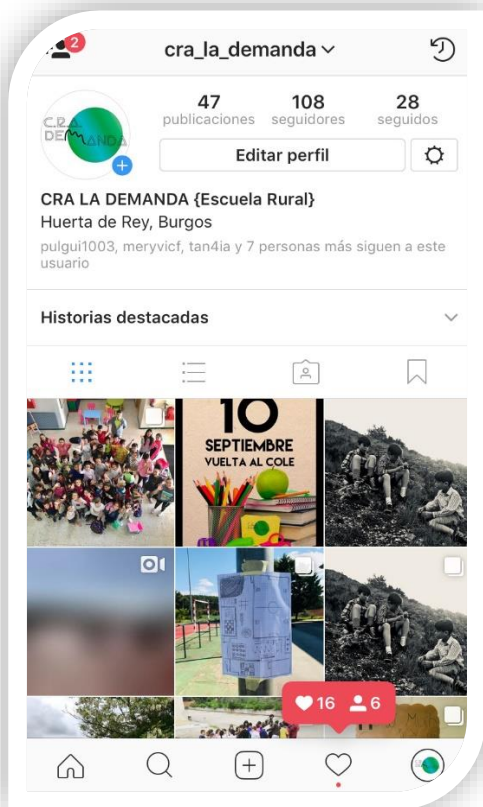 2
cra_la_demanda
C.R.A.
DEMANDA
47 108 28
publicaciones seguidores seguidos
Editar perfil
CRA LA DEMANDA {Escuela Rural}
Huerta de Rey, Burgos
pulgui1003, meryvicf, tan4ia y 7 personas más siguen a este
usuario
Historias destacadas
10
SEPTIEMBRE
VUELTA AL COLE
16 6